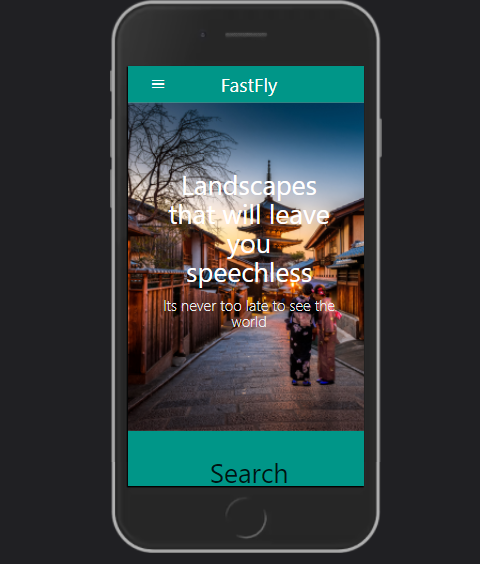 FastFly
Landscapes
that will leave
you
speechless
Its never too late to see the
world
Search